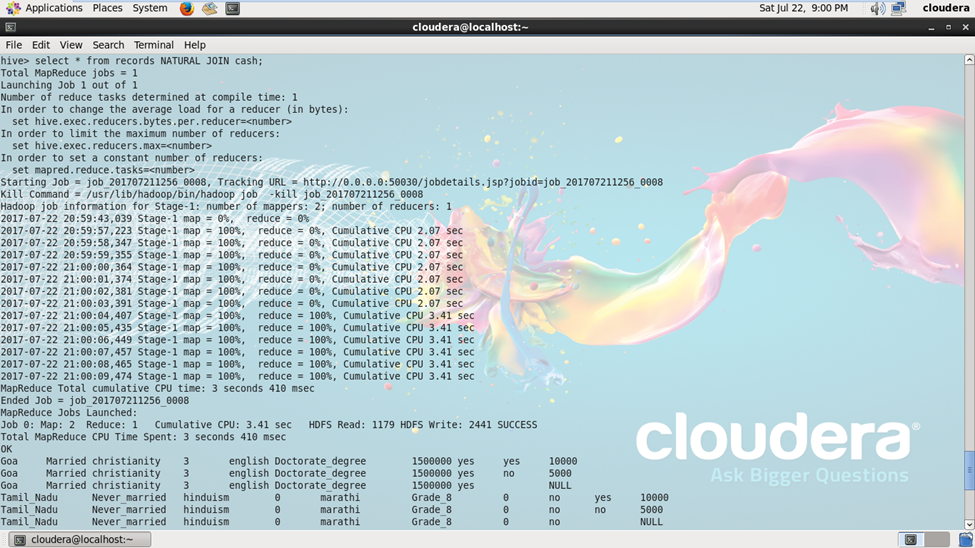 Applications Places System Sat Jul 22, 9:00 PM cloudera
cloudera@localhost:~
File Edit View Search Terminal Help
hive> select * from records NATURAL JOIN cash;
Total MapReduce jobs = 1
Launching Job 1 out of 1
Number of reduce tasks determined at compile time: 1
In order to change the average load for a reducer (in bytes):
  set hive.exec.reducers.bytes.per.reducer=<number>
In order to limit the maximum number of reducers:
  set hive.exec.reducers.max=<number>
In order to set a constant number of reducers:
  set mapred.reduce.tasks=<number>
Starting Job = job_201707211256_0008, Tracking URL = http://0.0.0.0:50030/jobdetails.jsp?jobid=job_201707211256_0008
Kill Command = /usr/lib/hadoop/bin/hadoop job  -kill job_201707211256_0008
Hadoop job information for Stage-1: number of mappers: 2; number of reducers: 1
2017-07-22 20:59:43,039 Stage-1 map = 0%,  reduce = 0%
2017-07-22 20:59:57,223 Stage-1 map = 100%,  reduce = 0%, Cumulative CPU 2.07 sec
2017-07-22 20:59:58,347 Stage-1 map = 100%,  reduce = 0%, Cumulative CPU 2.07 sec
2017-07-22 20:59:59,355 Stage-1 map = 100%,  reduce = 0%, Cumulative CPU 2.07 sec
2017-07-22 21:00:00,364 Stage-1 map = 100%,  reduce = 0%, Cumulative CPU 2.07 sec
2017-07-22 21:00:01,374 Stage-1 map = 100%,  reduce = 0%, Cumulative CPU 2.07 sec
2017-07-22 21:00:02,381 Stage-1 map = 100%,  reduce = 0%, Cumulative CPU 2.07 sec
2017-07-22 21:00:03,391 Stage-1 map = 100%,  reduce = 0%, Cumulative CPU 2.07 sec
2017-07-22 21:00:04,407 Stage-1 map = 100%,  reduce = 100%, Cumulative CPU 3.41 sec
2017-07-22 21:00:05,435 Stage-1 map = 100%,  reduce = 100%, Cumulative CPU 3.41 sec
2017-07-22 21:00:06,449 Stage-1 map = 100%,  reduce = 100%, Cumulative CPU 3.41 sec
2017-07-22 21:00:07,457 Stage-1 map = 100%,  reduce = 100%, Cumulative CPU 3.41 sec
2017-07-22 21:00:08,465 Stage-1 map = 100%,  reduce = 100%, Cumulative CPU 3.41 sec
2017-07-22 21:00:09,474 Stage-1 map = 100%,  reduce = 100%, Cumulative CPU 3.41 sec
MapReduce Total cumulative CPU time: 3 seconds 410 msec
Ended Job = job_201707211256_0008
MapReduce Jobs Launched:
Job 0: Map: 2  Reduce: 1   Cumulative CPU: 3.41 sec   HDFS Read: 1179 HDFS Write: 2441 SUCCESS
Total MapReduce CPU Time Spent: 3 seconds 410 msec
OK
Goa Married christianity 3 english Doctorate_degree 1500000 yes yes 10000
Goa Married christianity 3 english Doctorate_degree 1500000 yes no 5000
Goa Married christianity 3 english Doctorate_degree 1500000 yes NULL
Tamil_Nadu Never_married hinduism 0 marathi Grade_8 0 no yes 10000
Tamil_Nadu Never_married hinduism 0 marathi Grade_8 0 no no 5000
Tamil_Nadu Never_married hinduism 0 marathi Grade_8 0 no NULL
cloudera®
Ask Bigger Questions
cloudera@localhost:~